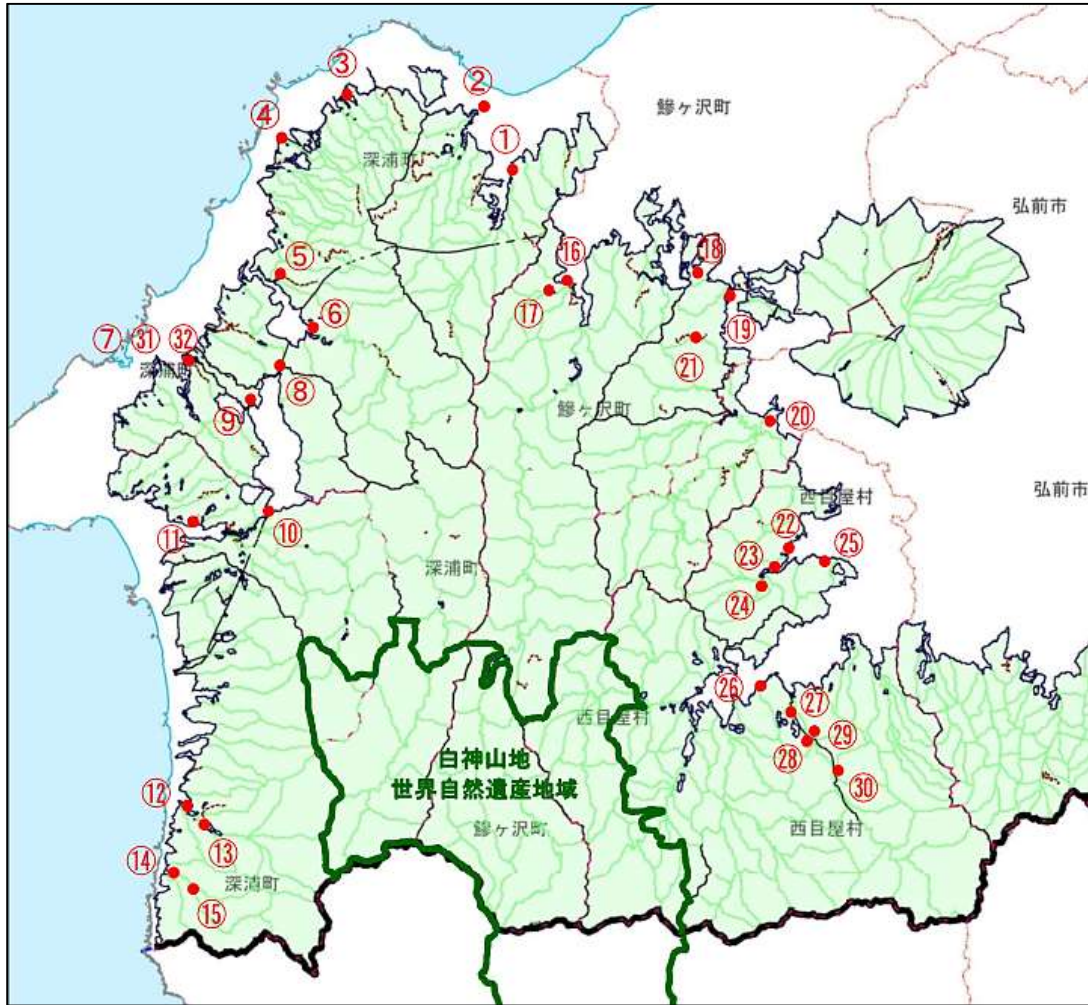 ③
②
鰺ヶ沢町
④
①
深浦町
弘前市
⑤
⑯
⑱
⑰
⑥
⑲
⑦
㉛
㉜
㉑
深浦町
⑧
鰺ヶ沢町
⑨
⑳
西目屋村
弘前市
⑪
⑩
㉒
㉓
㉕
深浦町
㉔
㉖
西目屋村
㉗
㉙
㉘
白神山地
世界自然遺産地域
㉚
⑫
鰺ヶ沢町
西目屋村
⑬
⑭
深浦町
⑮